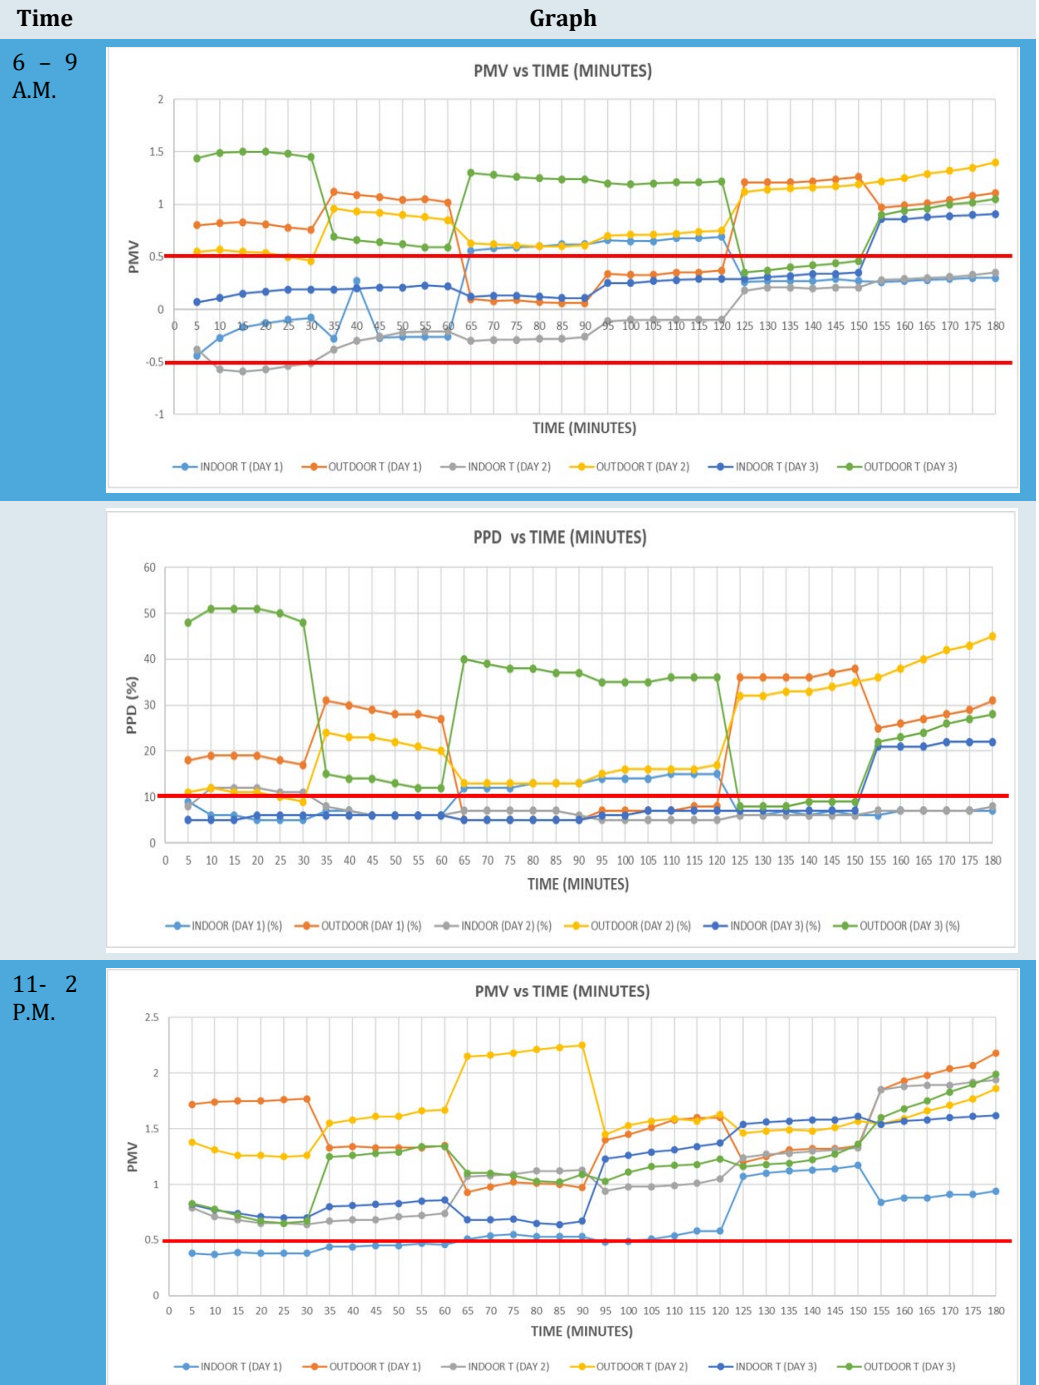 Time Graph
6 – 9
A.M.
PMV vs TIME (MINUTES)
2
1.5
1
0.5
0
-0.5
-1
PMV
0 5 10 15 20 25 30 35 40 45 50 55 60 65 70 75 80 85 90 95 100 105 110 115 120 125 130 135 140 145 150 155 160 165 170 175 180
TIME (MINUTES)
INDOOR T (DAY 1) OUTDOOR T (DAY 1) INDOOR T (DAY 2) OUTDOOR T (DAY 2) INDOOR T (DAY 3) OUTDOOR T (DAY 3)
PPD vs TIME (MINUTES)
60
50
40
30
20
10
0
PPD (%)
0 5 10 15 20 25 30 35 40 45 50 55 60 65 70 75 80 85 90 95 100 105 110 115 120 125 130 135 140 145 150 155 160 165 170 175 180
TIME (MINUTES)
INDOOR (DAY 1) (%) OUTDOOR (DAY 1) (%) INDOOR (DAY 2) (%) OUTDOOR (DAY 2) (%) INDOOR (DAY 3) (%) OUTDOOR (DAY 3) (%)
11- 2
P.M.
PMV vs TIME (MINUTES)
2.5
2
1.5
1
0.5
0
PMV
0 5 10 15 20 25 30 35 40 45 50 55 60 65 70 75 80 85 90 95 100 105 110 115 120 125 130 135 140 145 150 155 160 165 170 175 180
TIME (MINUTES)
INDOOR T (DAY 1) OUTDOOR T (DAY 1) INDOOR T (DAY 2) OUTDOOR T (DAY 2) INDOOR T (DAY 3) OUTDOOR T (DAY 3)